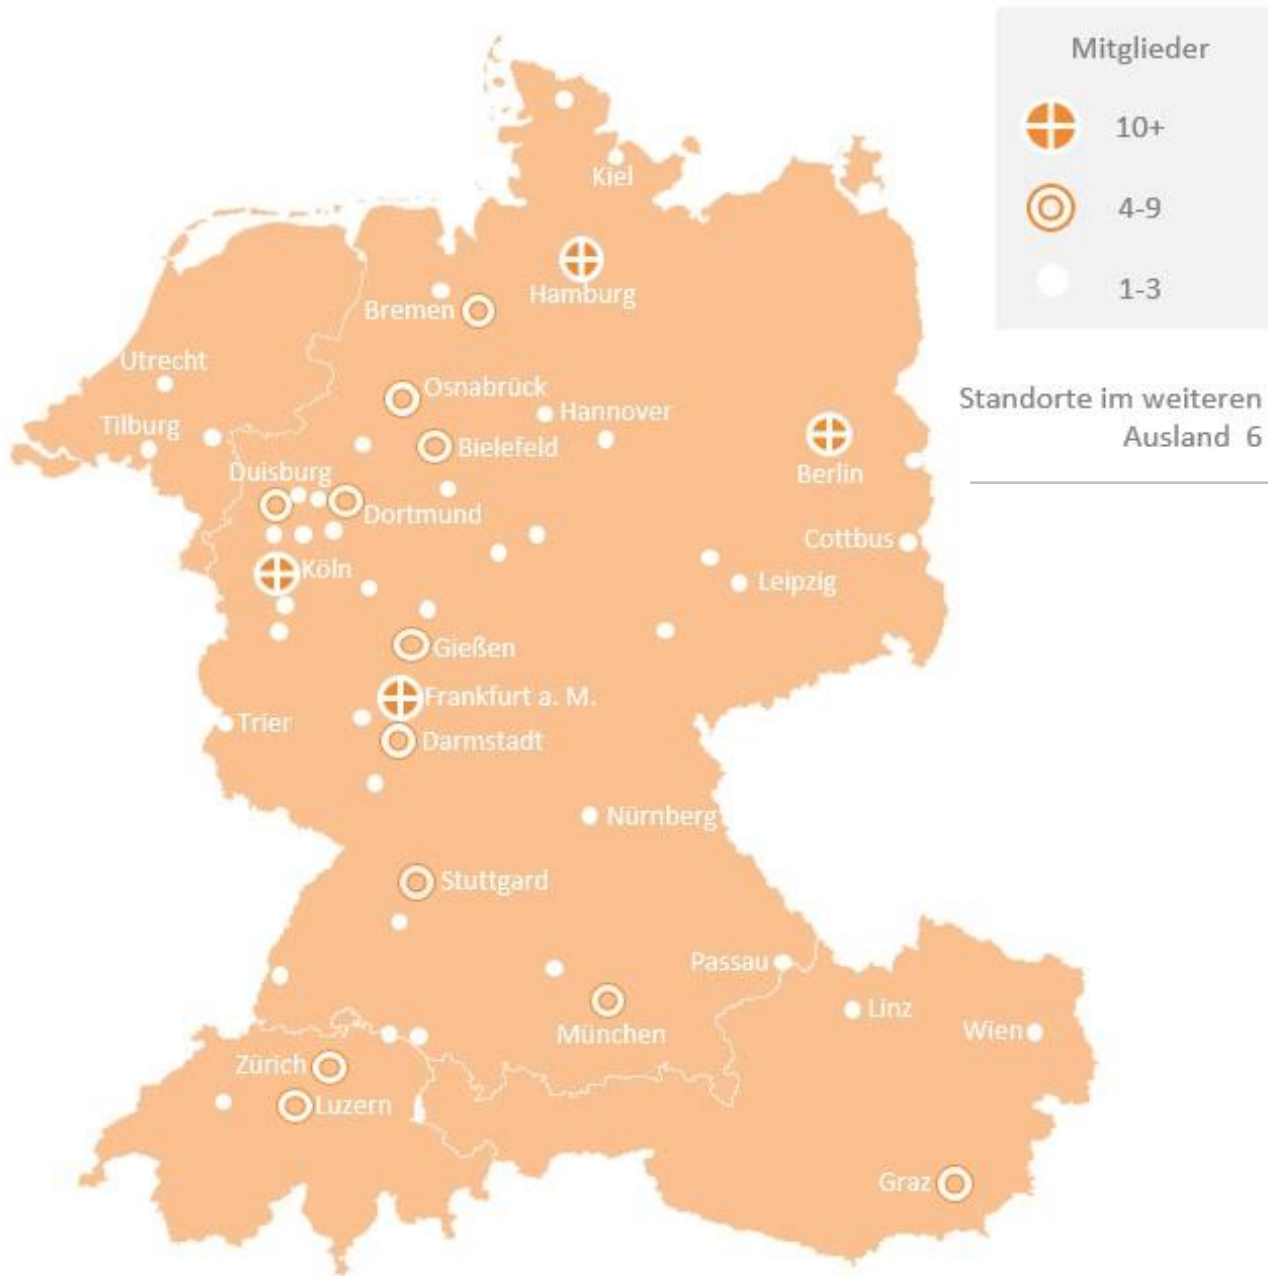 Mitglieder
10+
4-9
1-3
Standorte im weiteren
Ausland 6
Kiel
Hamburg
Bremen
Utrecht
Osnabrück
Hannover
Tilburg
Bielefeld
Berlin
Duisburg
Dortmund
Cottbus
Köln
Leipzig
Gießen
Frankfurt a. M.
Trier
Darmstadt
Nürnberg
Stuttgard
Passau
Linz
München
Wien
Zürich
Luzern
Graz